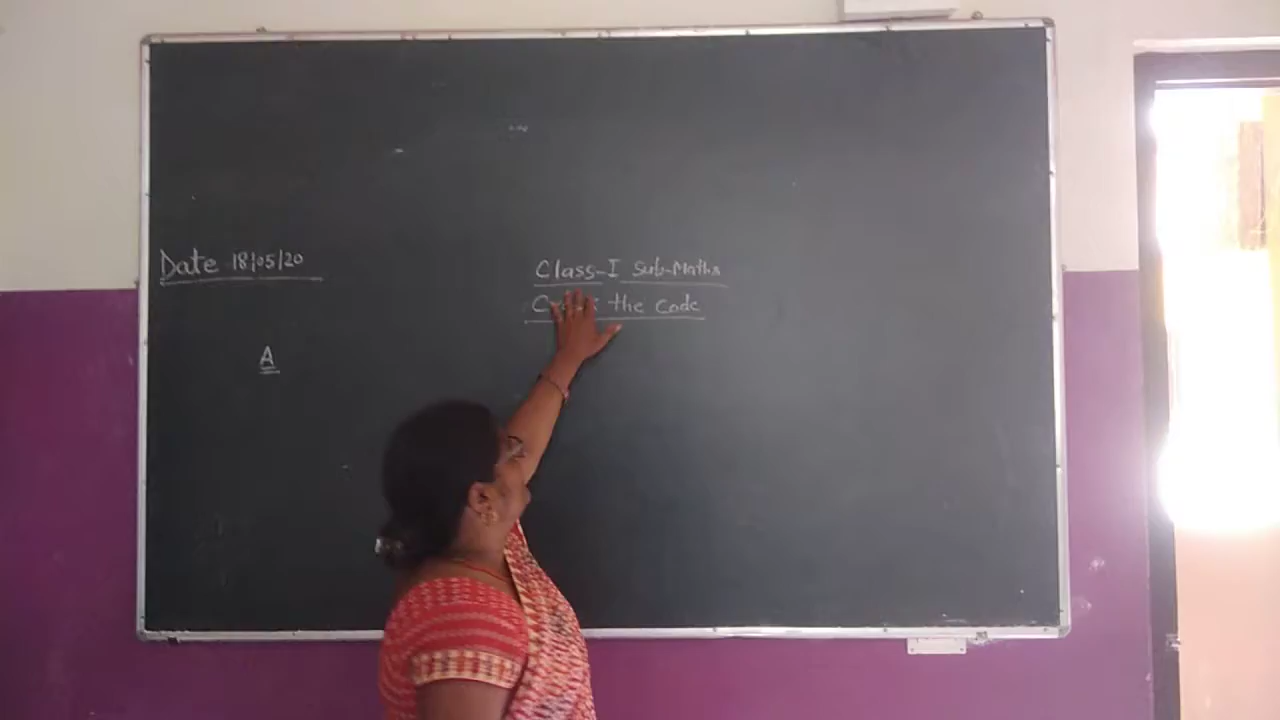 Date 18/05/20
Class-I Sub-Maths
the Code
A